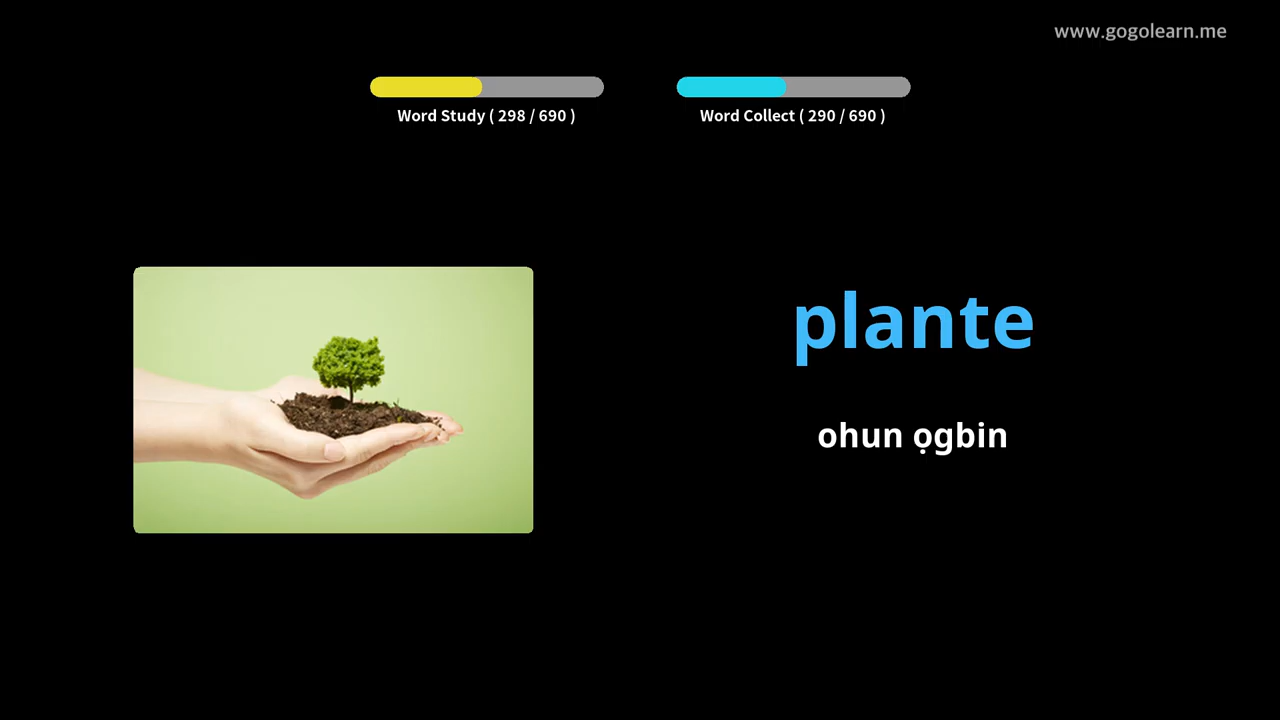 www.gogolearn.me
Word Study ( 298 / 690 )
Word Collect ( 290 / 690 )
plante
ohun ọgbin